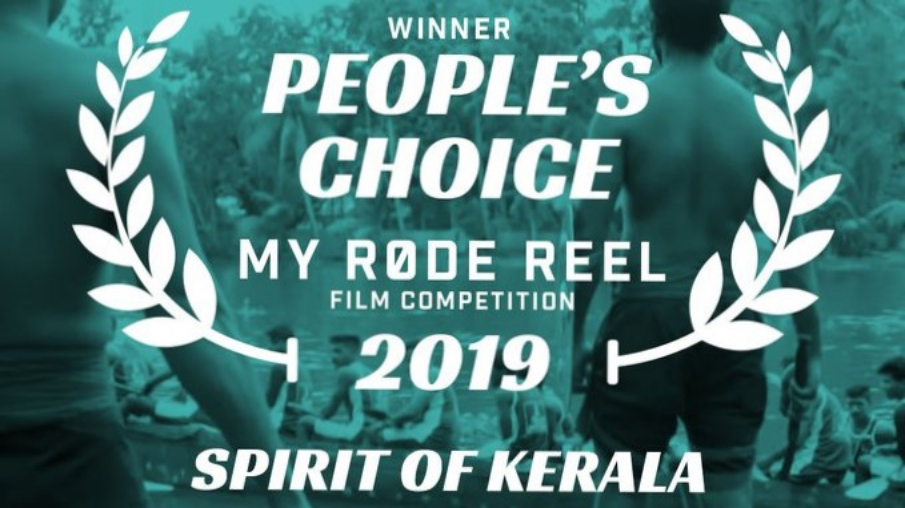 WINNER
PEOPLE'S
CHOICE
MY RØDE REEL
FILM COMPETITION
2019
SPIRIT OF KERALA